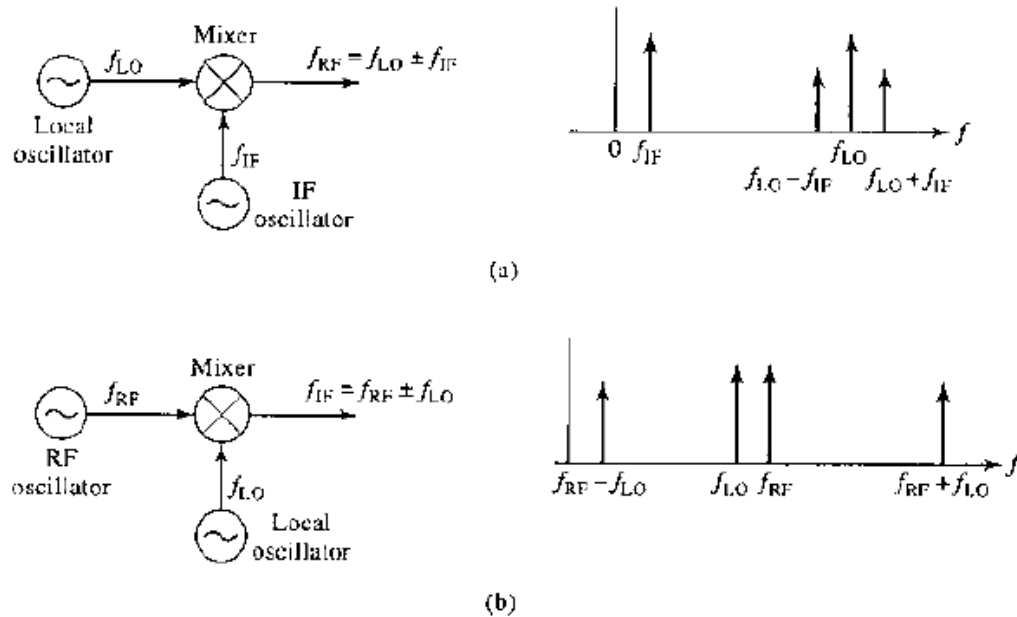 Mixer
f_LO
f_RF = f_LO ± f_IF
Local
oscillator
f_IF
IF
oscillator
0
f_IF
f_LO
f_LO − f_IF
f_LO + f_IF
f
(a)
Mixer
f_RF
f_IF = f_RF ± f_LO
RF
oscillator
f_LO
Local
oscillator
f_RF − f_LO
f_LO
f_RF
f_RF + f_LO
f
(b)